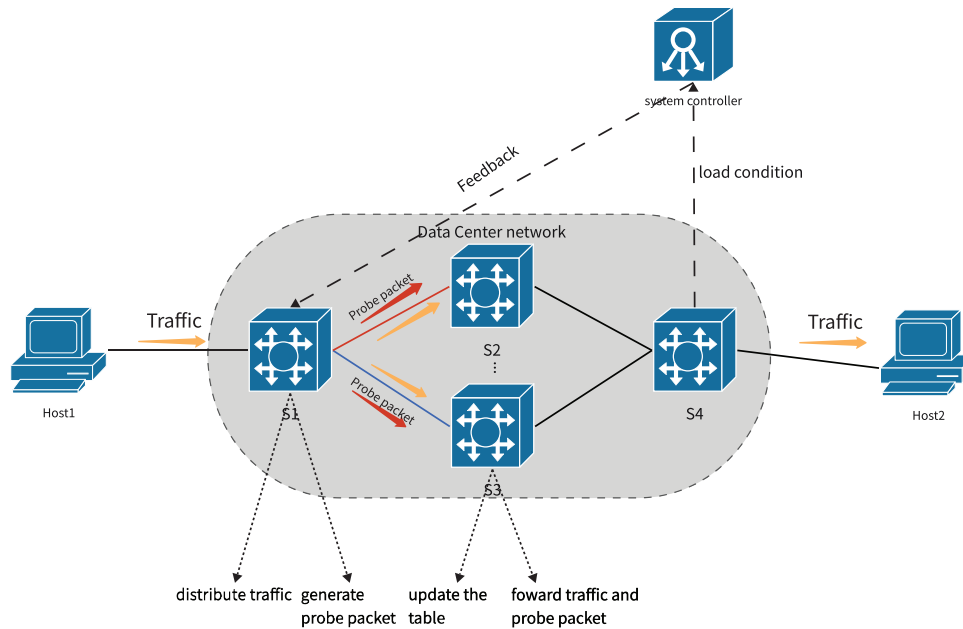 system controller
Feedback
load condition
Data Center network
Probe packet
Traffic
Traffic
S2
...
Probe packet
Host1
S1
S4
Host2
S3
distribute traffic
generate
probe packet
update the
table
foward traffic and
probe packet